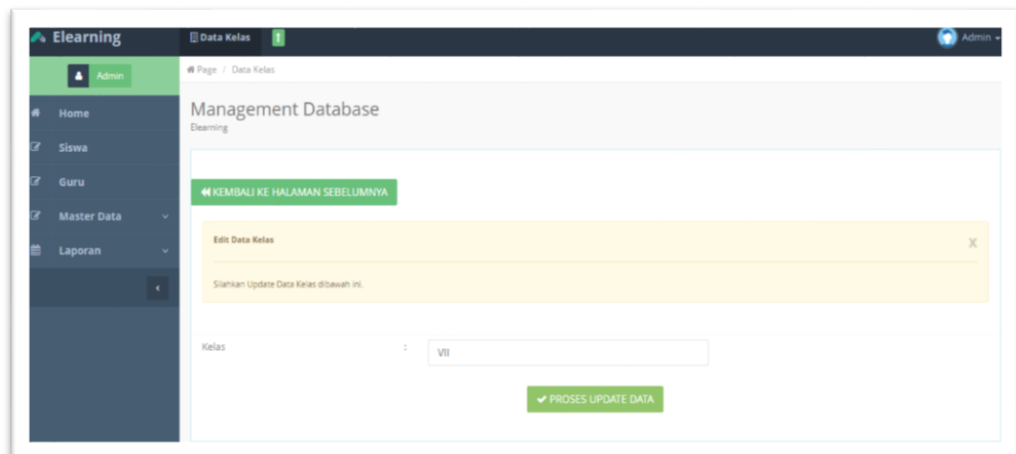 Elearning
Data Kelas
Admin
Admin
Page / Data Kelas
Home
Siswa
Guru
Master Data
Laporan
Management Database
Elearning
KEMBALI KE HALAMAN SEBELUMNYA
Edit Data Kelas
X
Silahkan Update Data Kelas dibawah ini.
Kelas : VII
PROSES UPDATE DATA